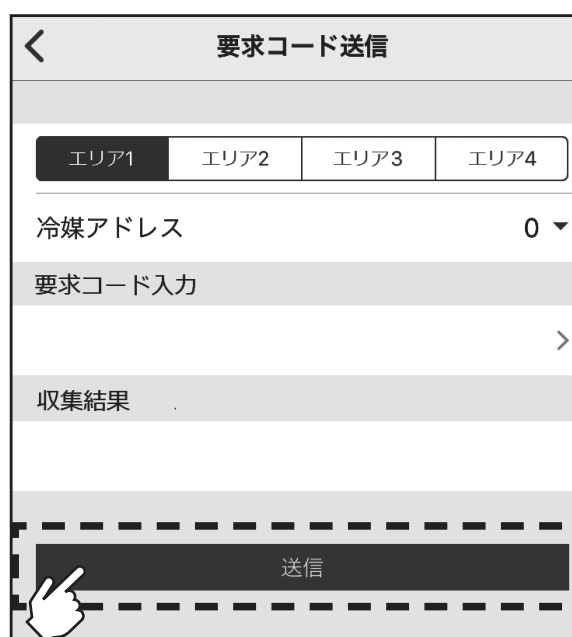 要求コード送信
エリア1 エリア2 エリア3 エリア4
冷媒アドレス 0
要求コード入力
収集結果
送信